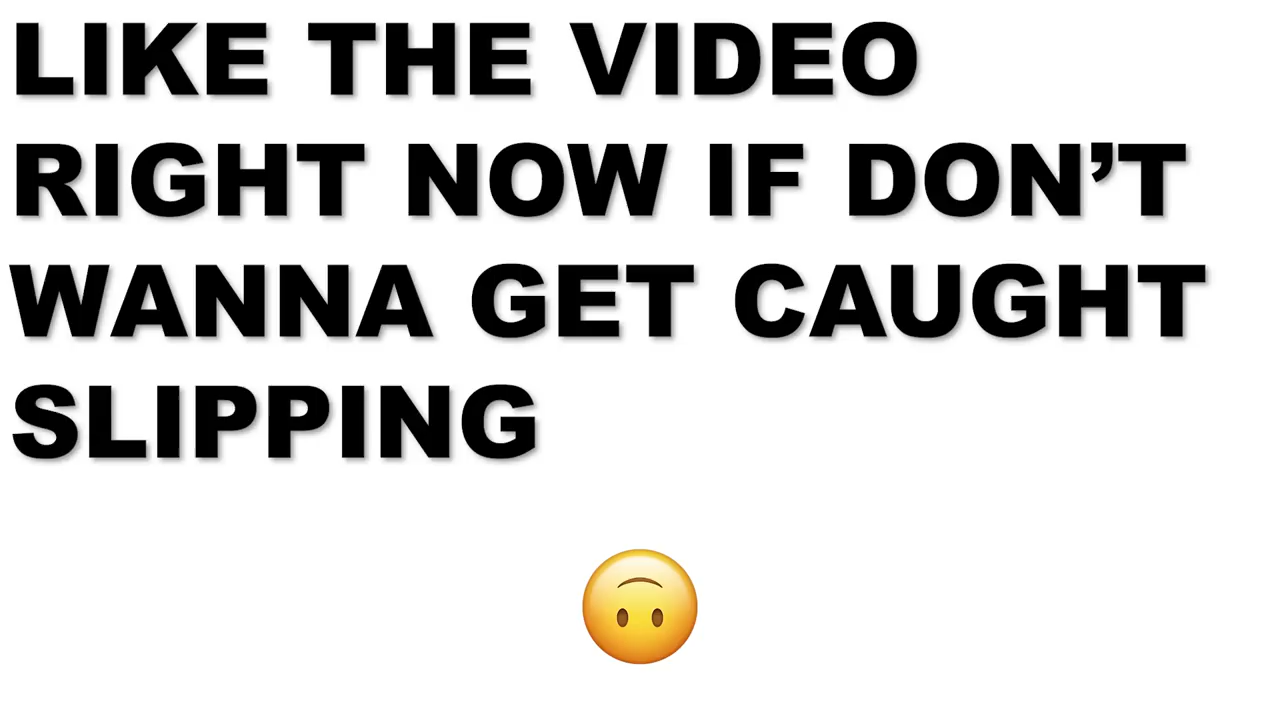 LIKE THE VIDEO
RIGHT NOW IF DON’T
WANNA GET CAUGHT
SLIPPING